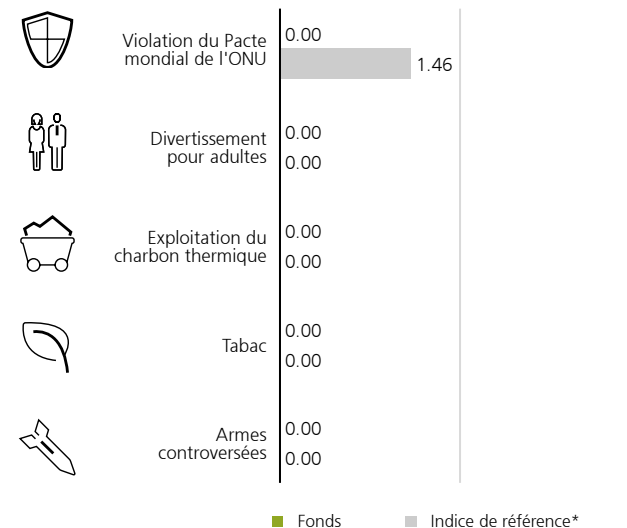 Violation du Pacte
mondial de l'ONU
0.00
1.46
Divertissement
pour adultes
0.00
0.00
Exploitation du
charbon thermique
0.00
0.00
Tabac
0.00
0.00
Armes
controversées
0.00
0.00
Fonds
Indice de référence*